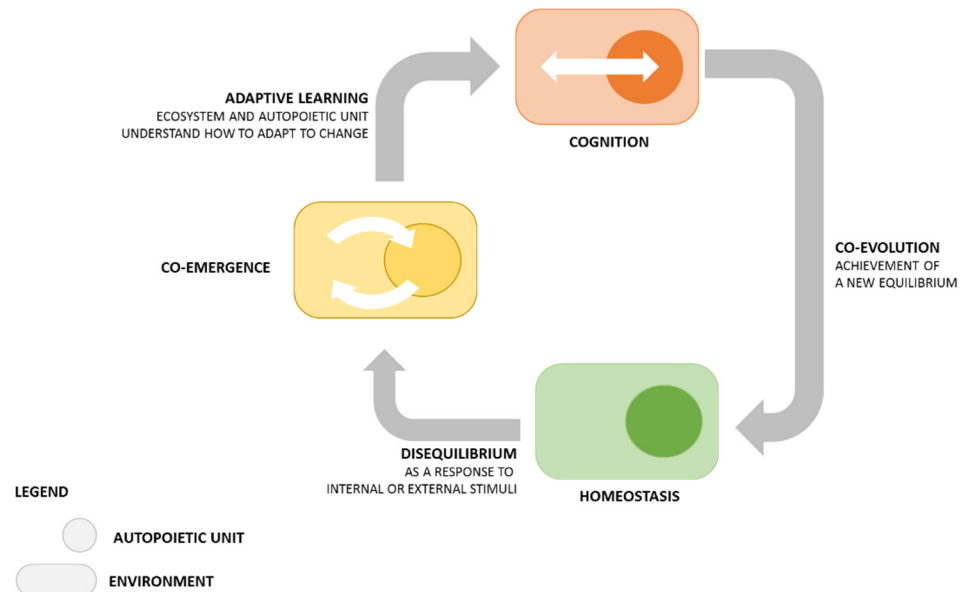 COGNITION
ADAPTIVE LEARNING
ECOSYSTEM AND AUTOPOIETIC UNIT
UNDERSTAND HOW TO ADAPT TO CHANGE
CO-EMERGENCE
CO-EVOLUTION
ACHIEVEMENT OF
A NEW EQUILIBRIUM
DISEQUILIBRIUM
AS A RESPONSE TO
INTERNAL OR EXTERNAL STIMULI
HOMEOSTASIS
LEGEND
AUTOPOIETIC UNIT
ENVIRONMENT